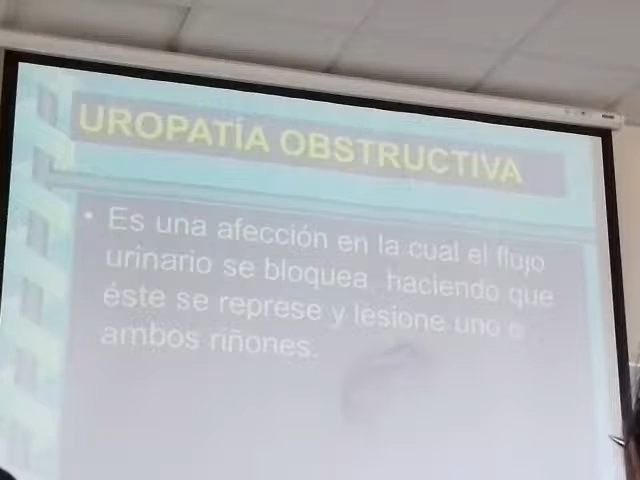 UROPATÍA OBSTRUCTIVA
• Es una afección en la cual el flujo
urinario se bloquea, haciendo que
éste se represe y lesione uno o
ambos riñones.